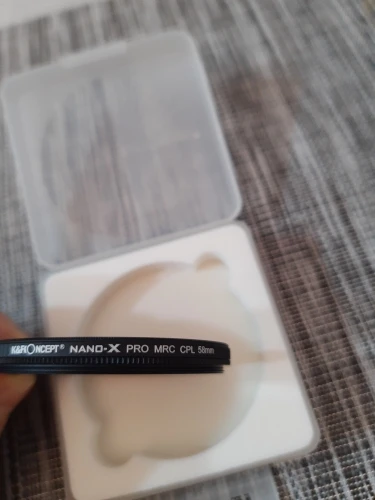 K&F CONCEPT® NANO-X PRO MRC CPL 58mm